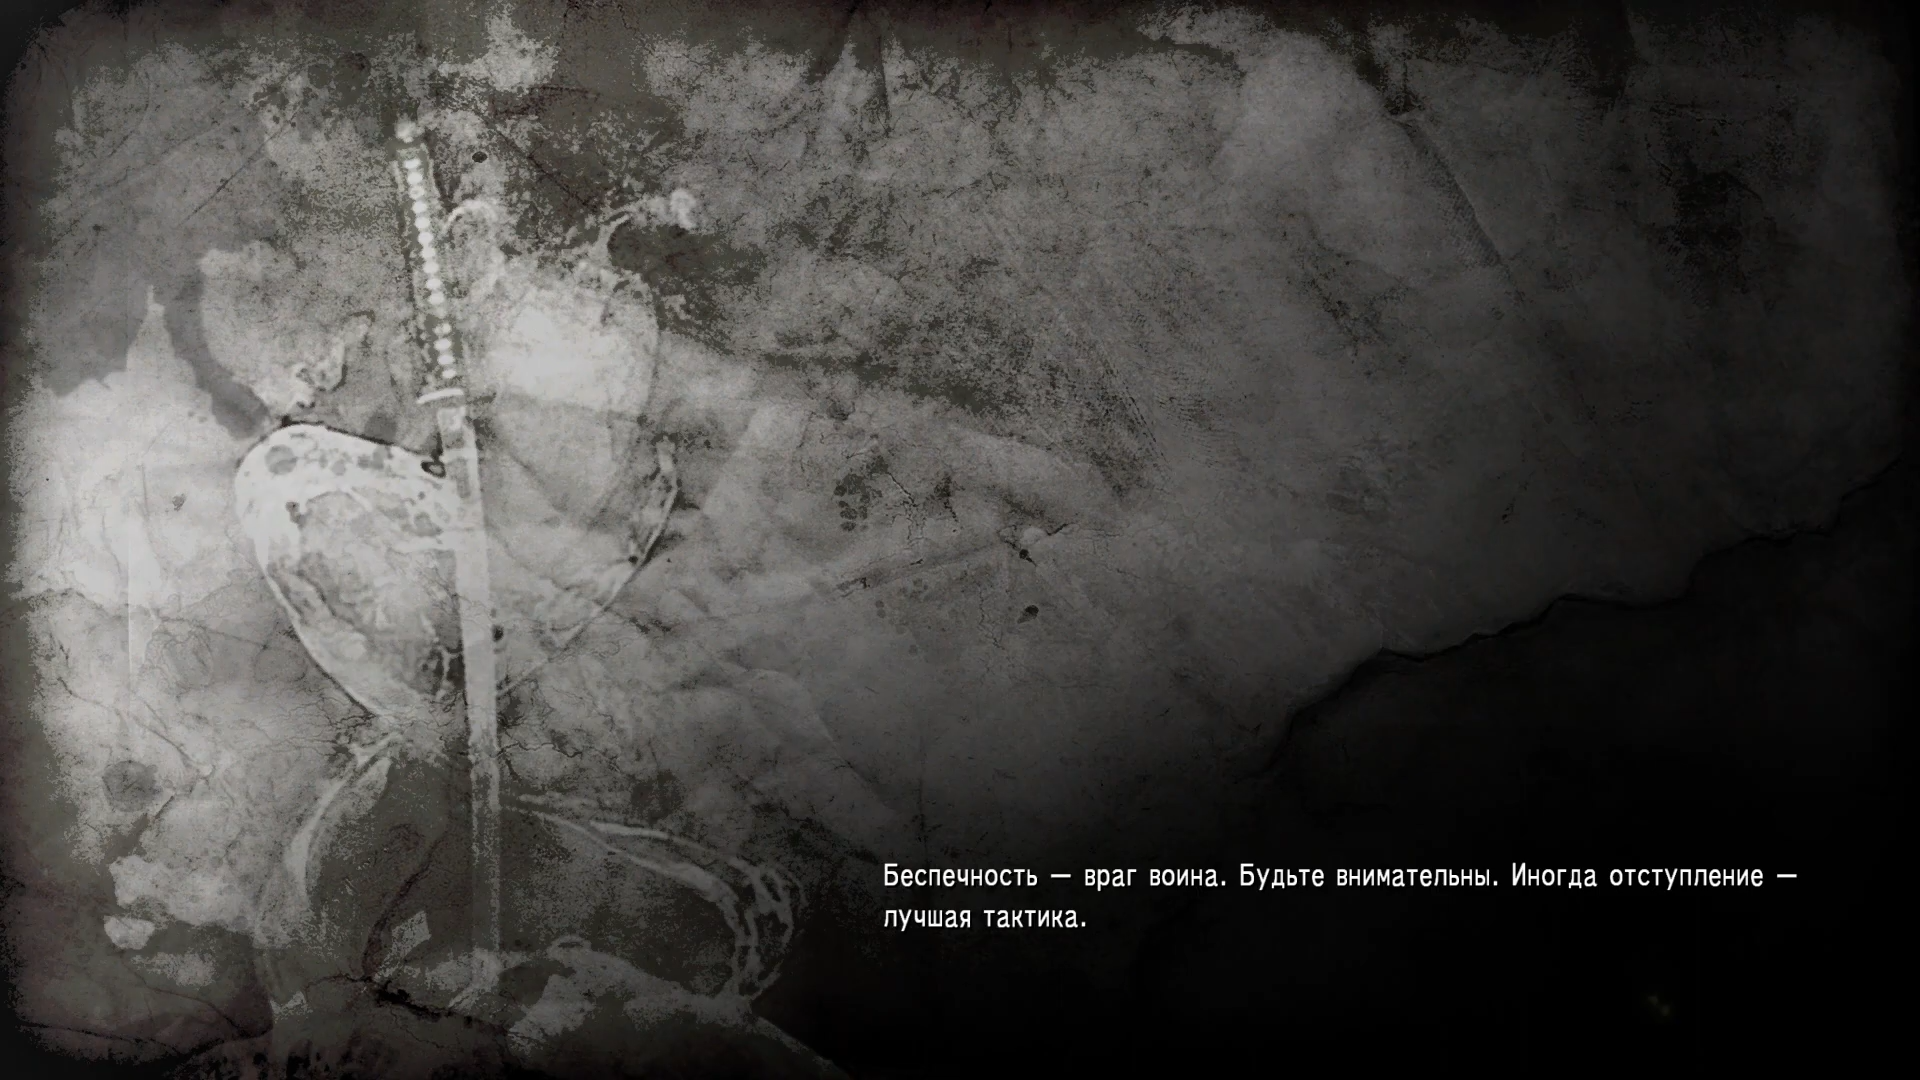 Беспечность — враг воина. Будьте внимательны. Иногда отступление —
лучшая тактика.